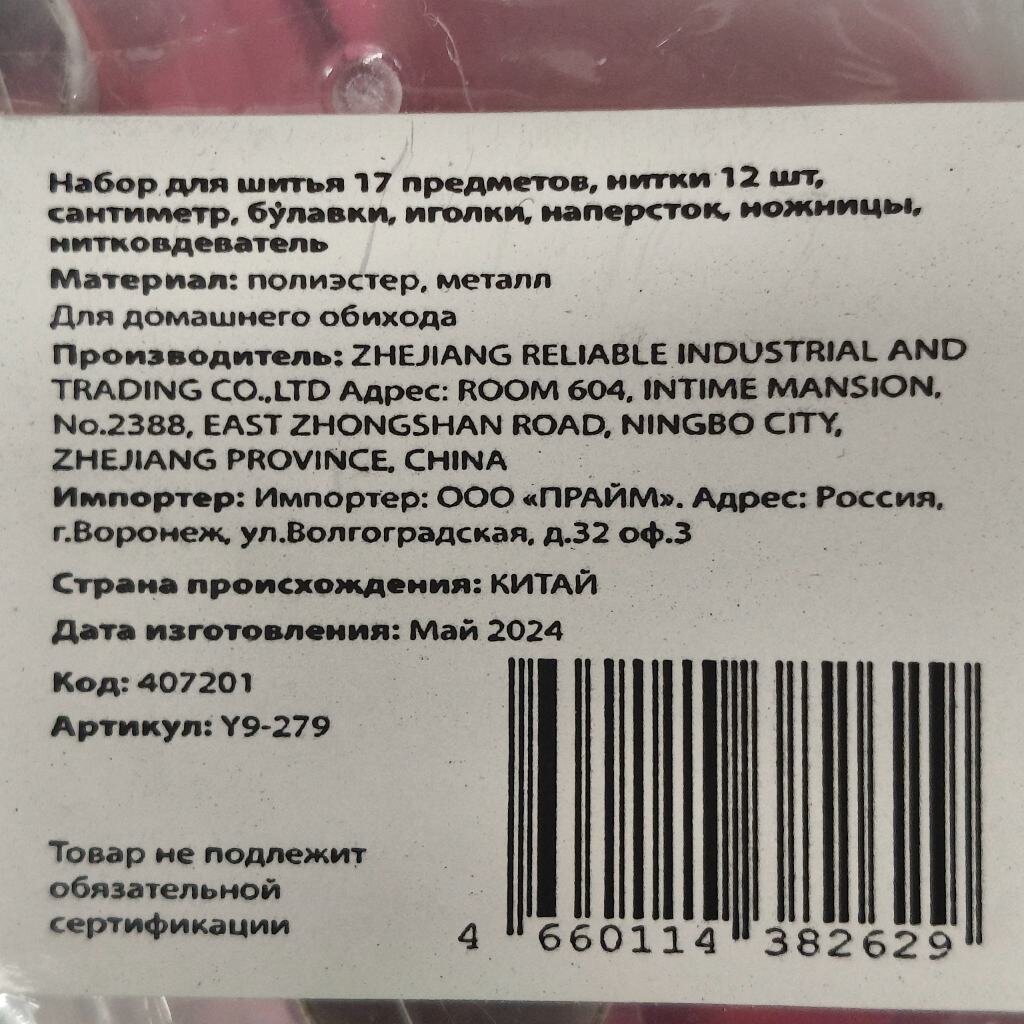 Набор для шитья 17 предметов, нитки 12 шт,
сантиметр, булавки, иголки, наперсток, ножницы,
нитковдеватель
Материал: полиэстер, металл
Для домашнего обихода
Производитель: ZHEJIANG RELIABLE INDUSTRIAL AND
TRADING CO.,LTD Адрес: ROOM 604, INTIME MANSION,
No.2388, EAST ZHONGSHAN ROAD, NINGBO CITY,
ZHEJIANG PROVINCE, CHINA
Импортер: Импортер: ООО «ПРАЙМ». Адрес: Россия,
г.Воронеж, ул.Волгоградская, д.32 оф.3
Страна происхождения: КИТАЙ
Дата изготовления: Май 2024
Код: 407201
Артикул: Y9-279
Товар не подлежит
обязательной
сертификации
4 660114 382629